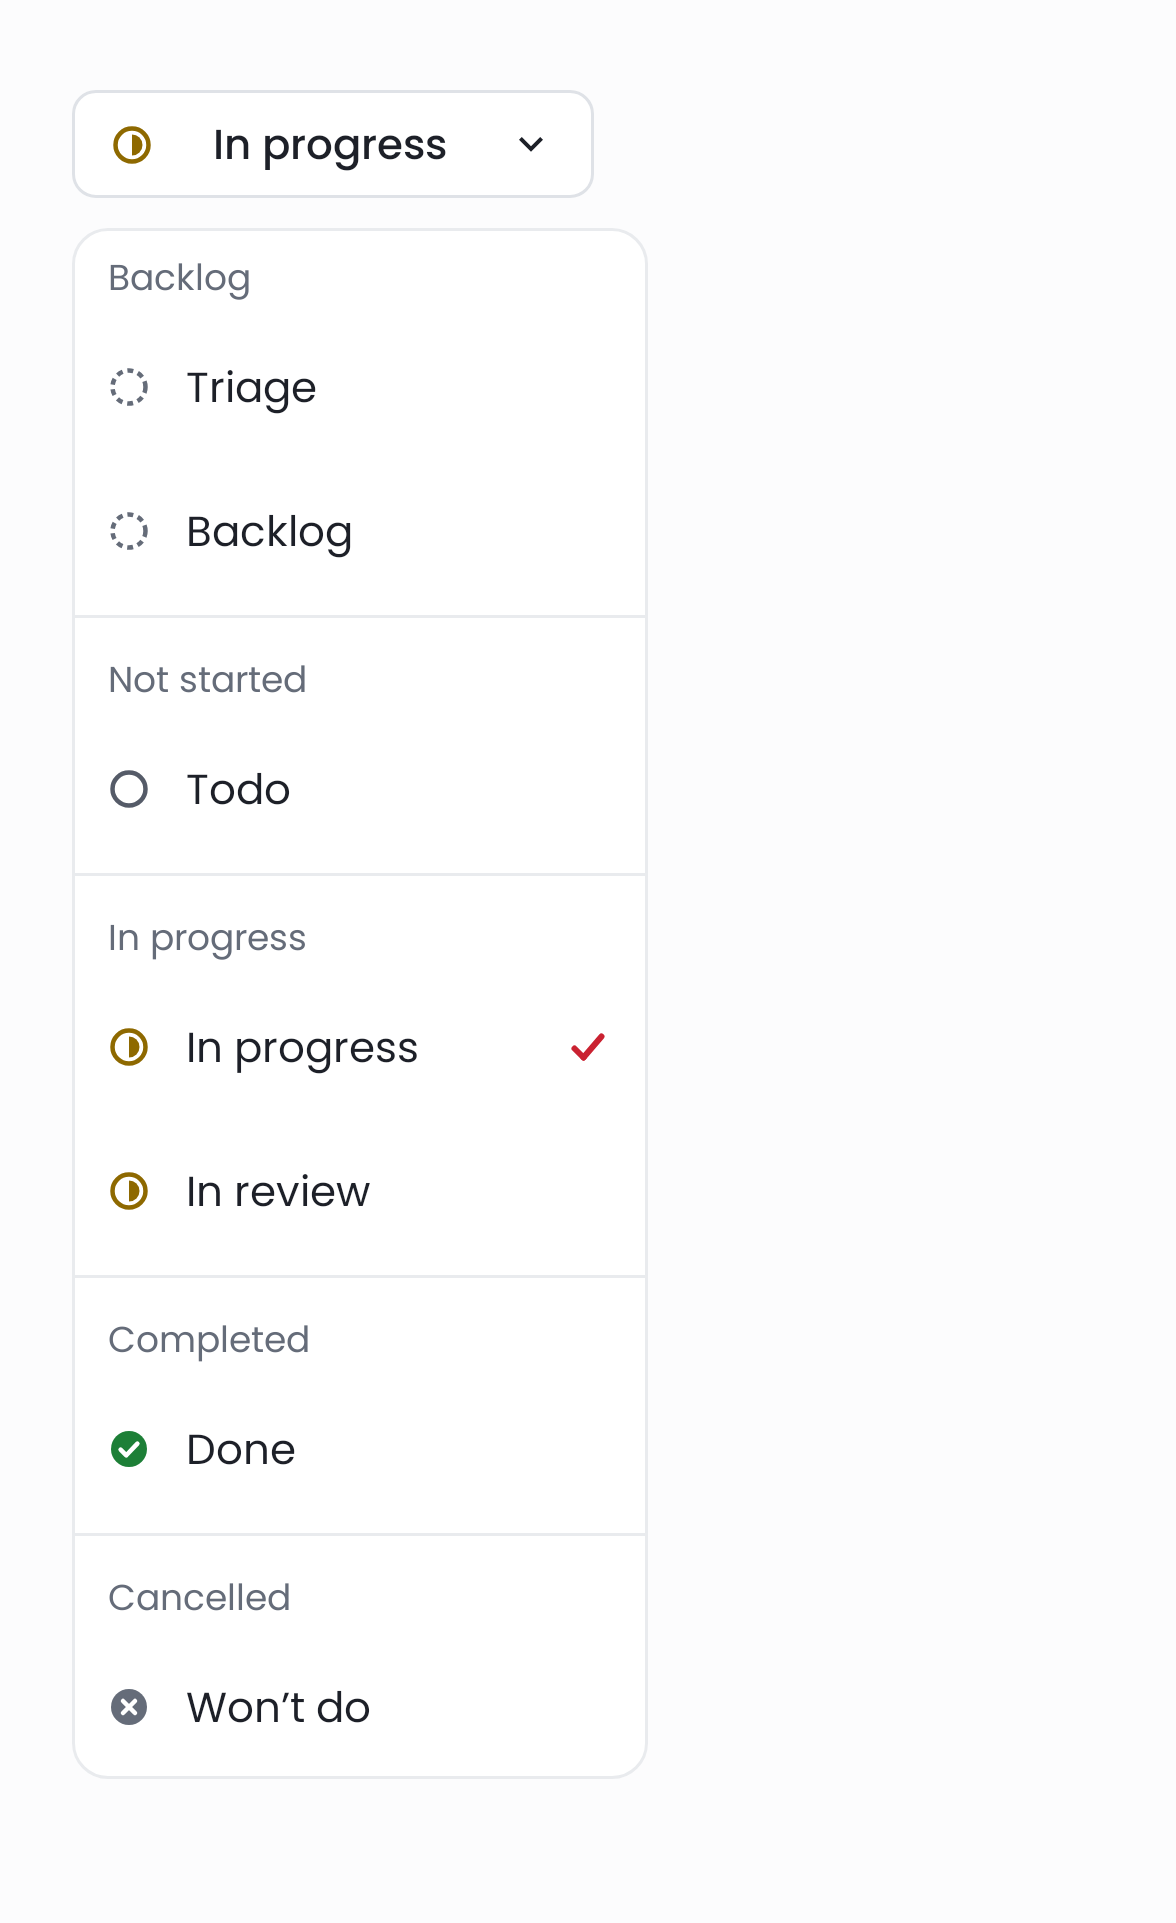 In progress
Backlog
Triage
Backlog
Not started
Todo
In progress
In progress
In review
Completed
Done
Cancelled
Won’t do